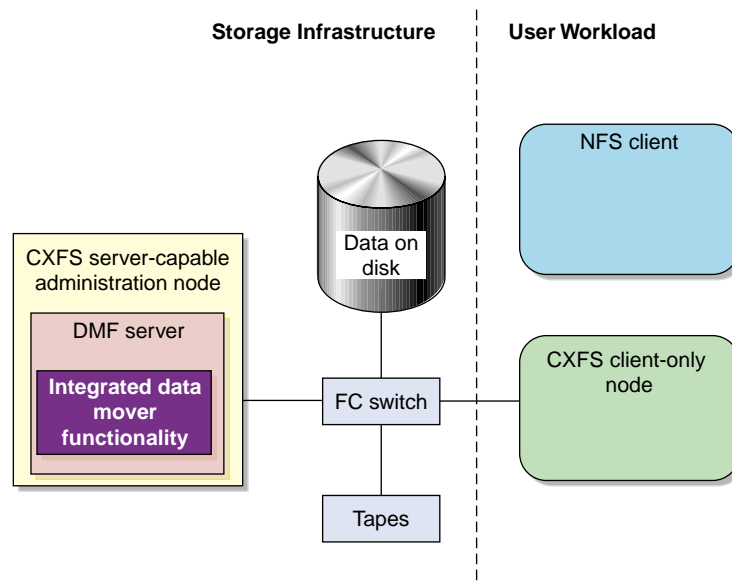 Storage Infrastructure
User Workload
NFS client
Data on
disk
CXFS server-capable
administration node
DMF server
Integrated data
mover
functionality
FC switch
CXFS client-only
node
Tapes